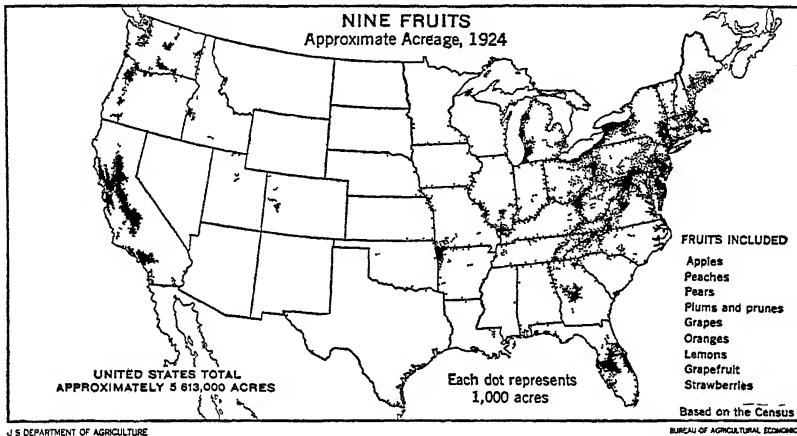 NINE FRUITS
Approximate Acreage, 1924
FRUITS INCLUDED
Apples
Peaches
Pears
Plums and prunes
Grapes
Oranges
Lemons
Grapefruit
Strawberries
UNITED STATES TOTAL
APPROXIMATELY 5 613,000 ACRES
Each dot represents
1,000 acres
Based on the Census
U S DEPARTMENT OF AGRICULTURE
BUREAU OF AGRICULTURAL ECONOMIC